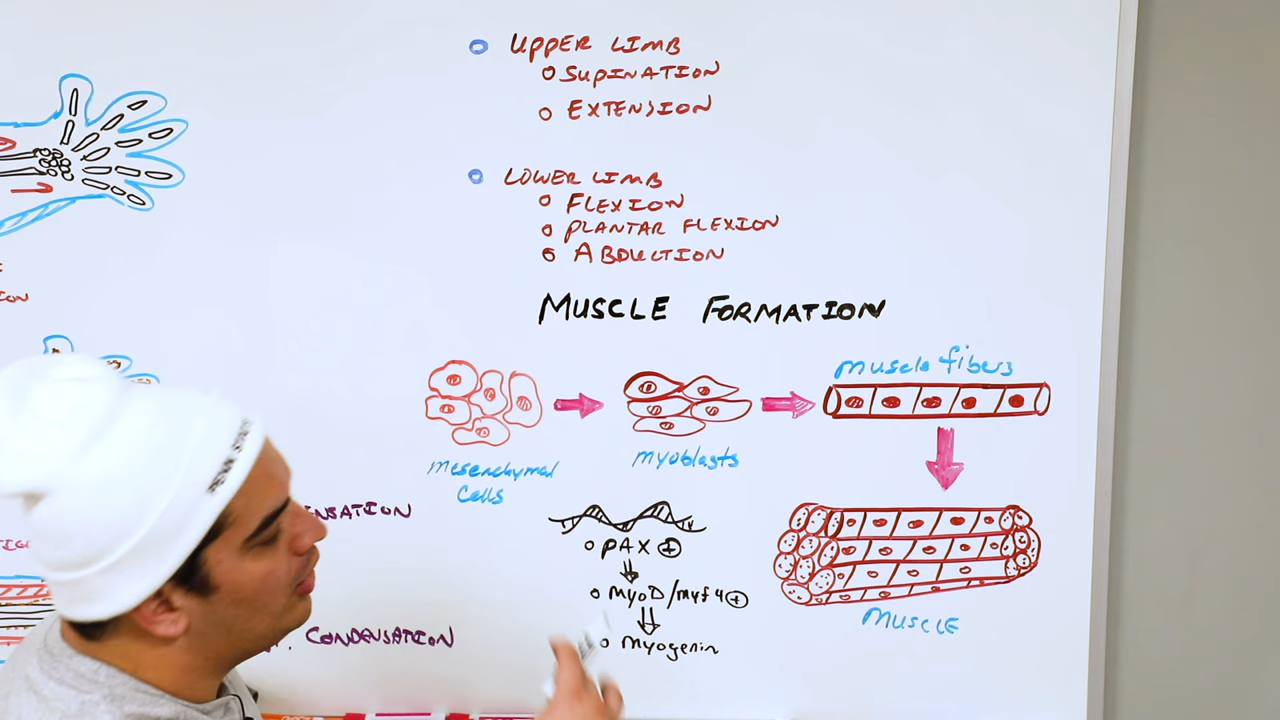 UPPER LIMB
SUPINATION
EXTENSION
LOWER LIMB
FLEXION
PLANTAR FLEXION
ABDUCTION
MUSCLE FORMATION
muscle fibers
mesenchymal
cells
myoblasts
PAX +
MyoD/myf4 +
Myogenin
MUSCLE
CONDENSATION